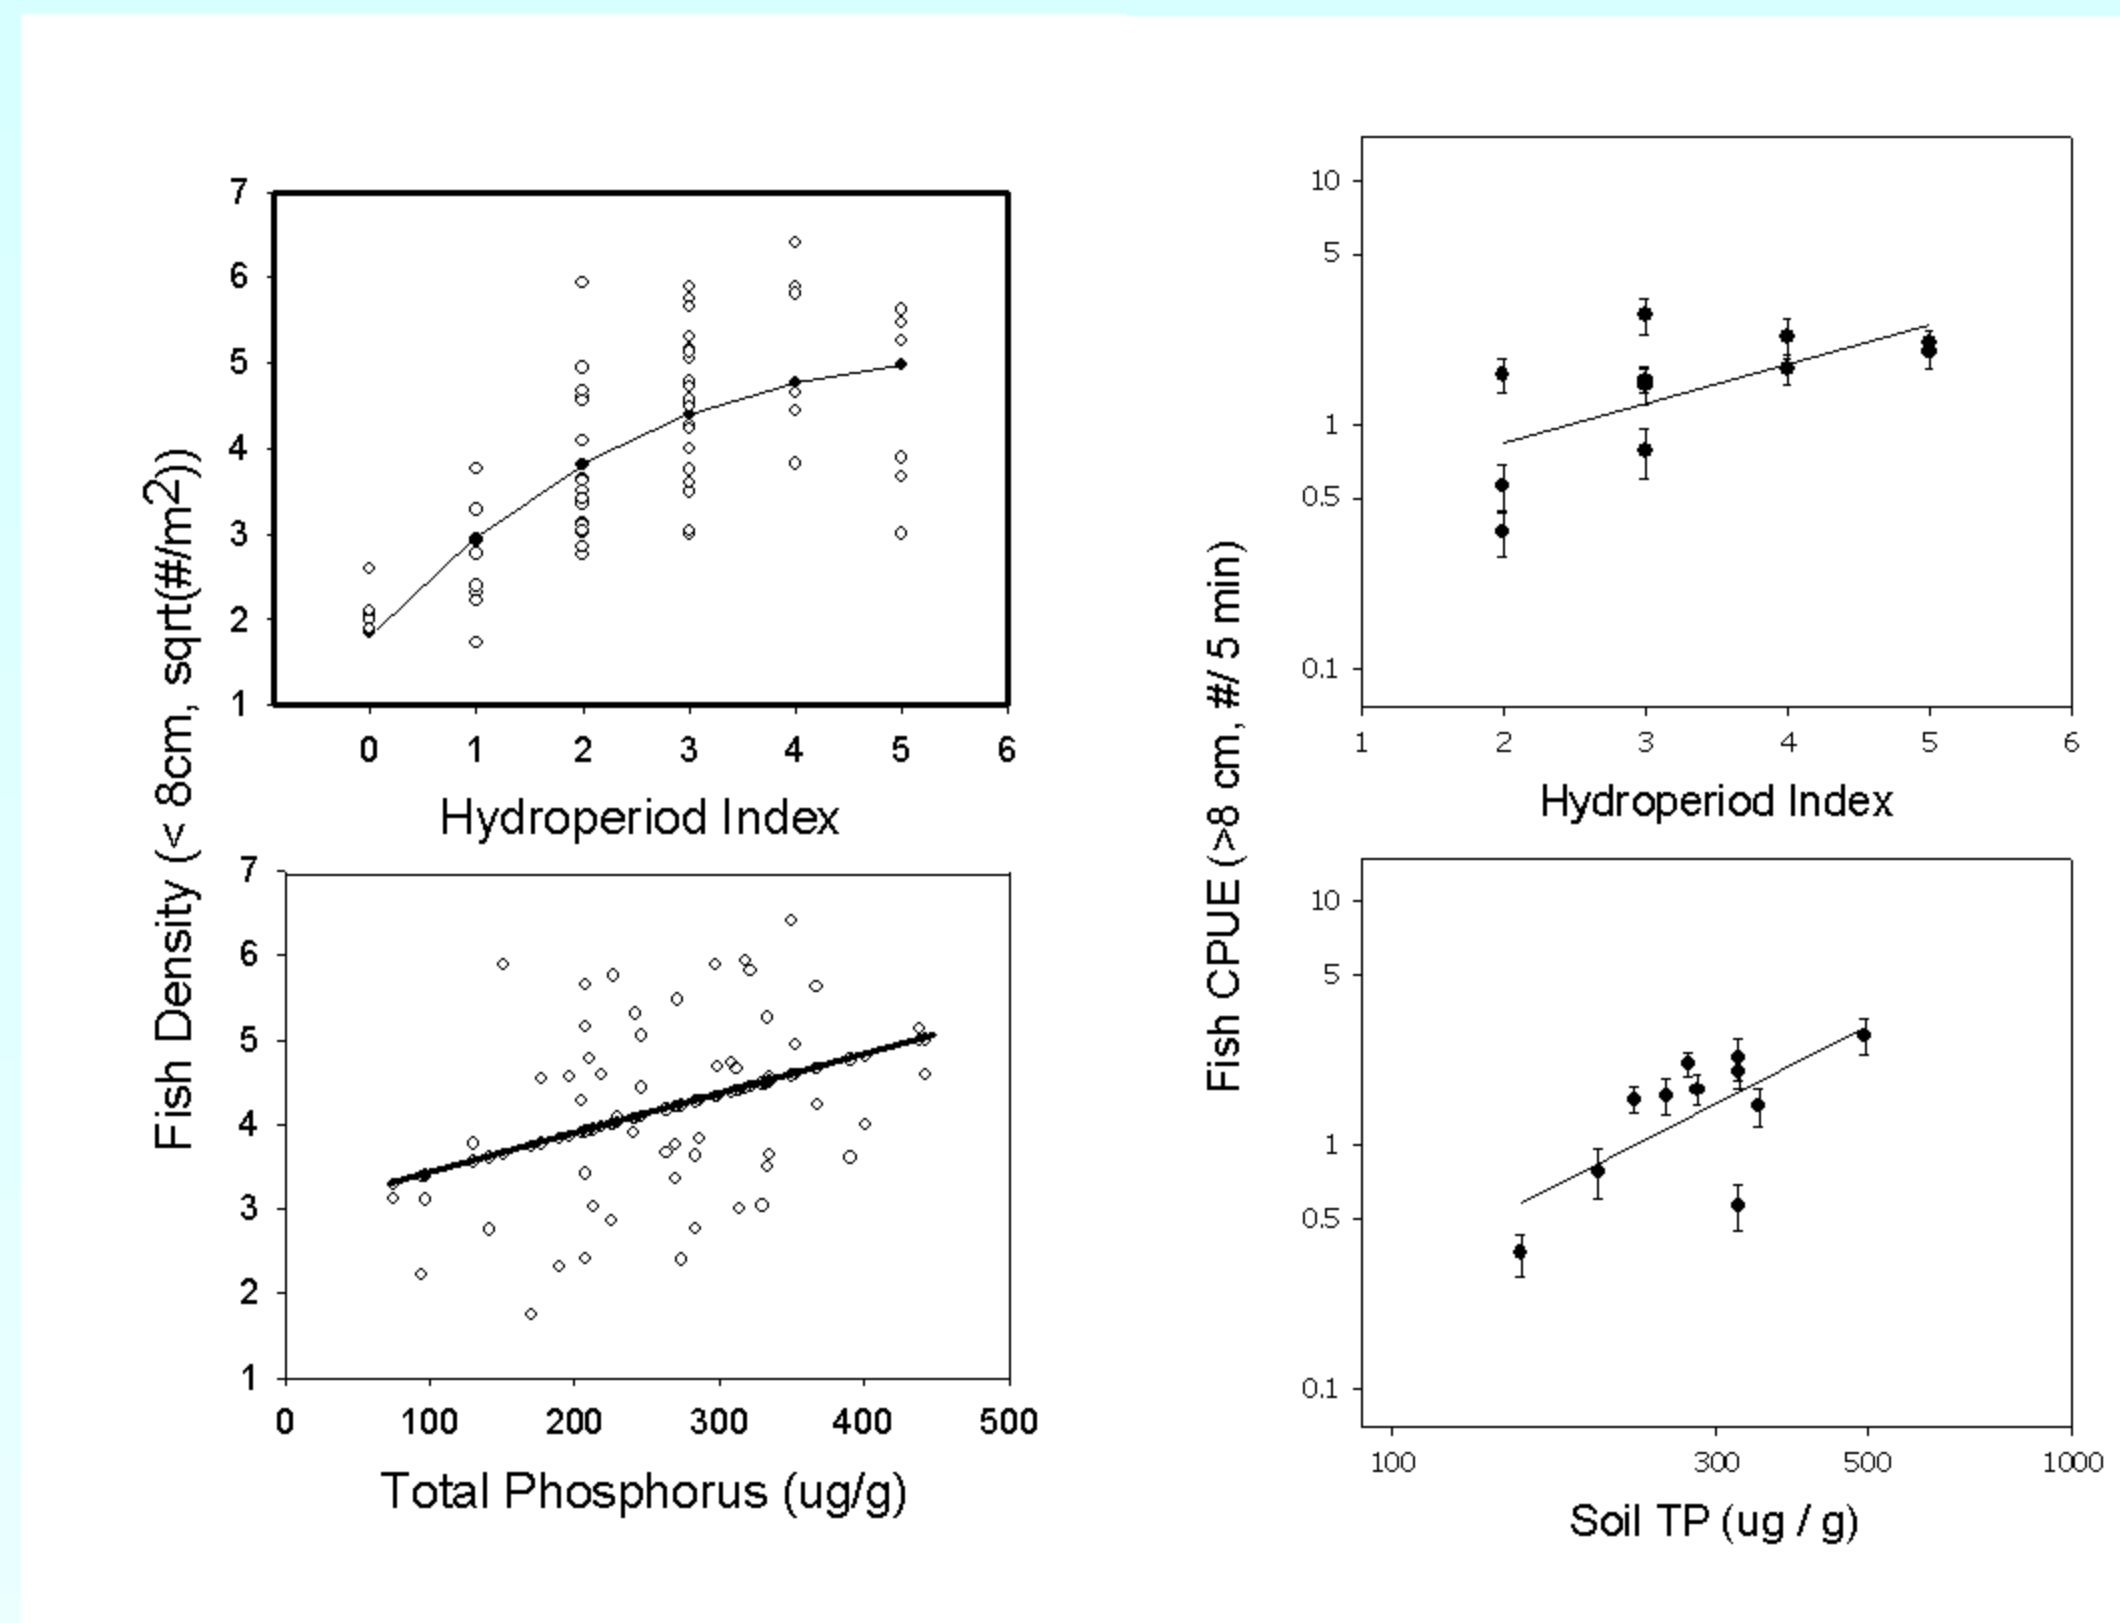 Fish Density (< 8cm, sqrt(#/m2))
7
6
5
4
3
2
1
0 1 2 3 4 5 6
Hydroperiod Index
7
6
5
4
3
2
1
0 100 200 300 400 500
Total Phosphorus (ug/g)
Fish CPUE (>8 cm, #/ 5 min)
10
5
1
0.5
0.1
1 2 3 4 5 6
Hydroperiod Index
10
5
1
0.5
0.1
100 300 500 1000
Soil TP (ug / g)